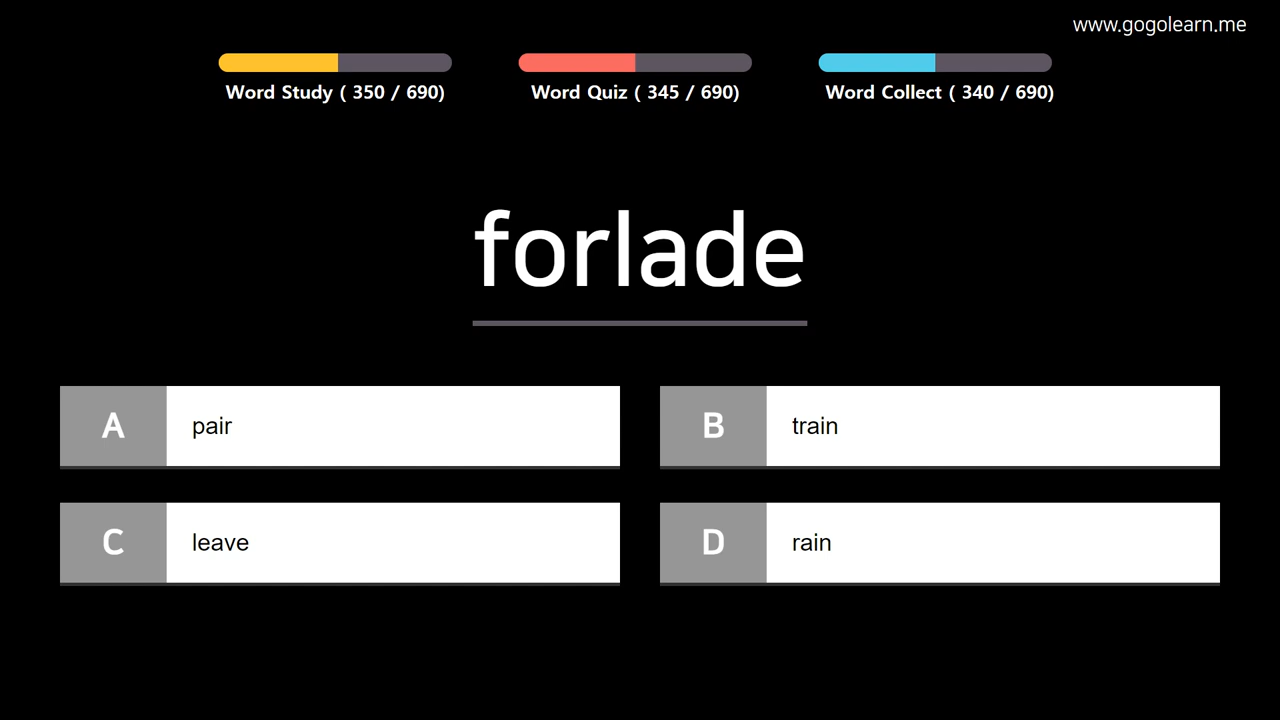 www.gogolearn.me
Word Study ( 350 / 690)
Word Quiz ( 345 / 690)
Word Collect ( 340 / 690)
forlade
A pair
B train
C leave
D rain